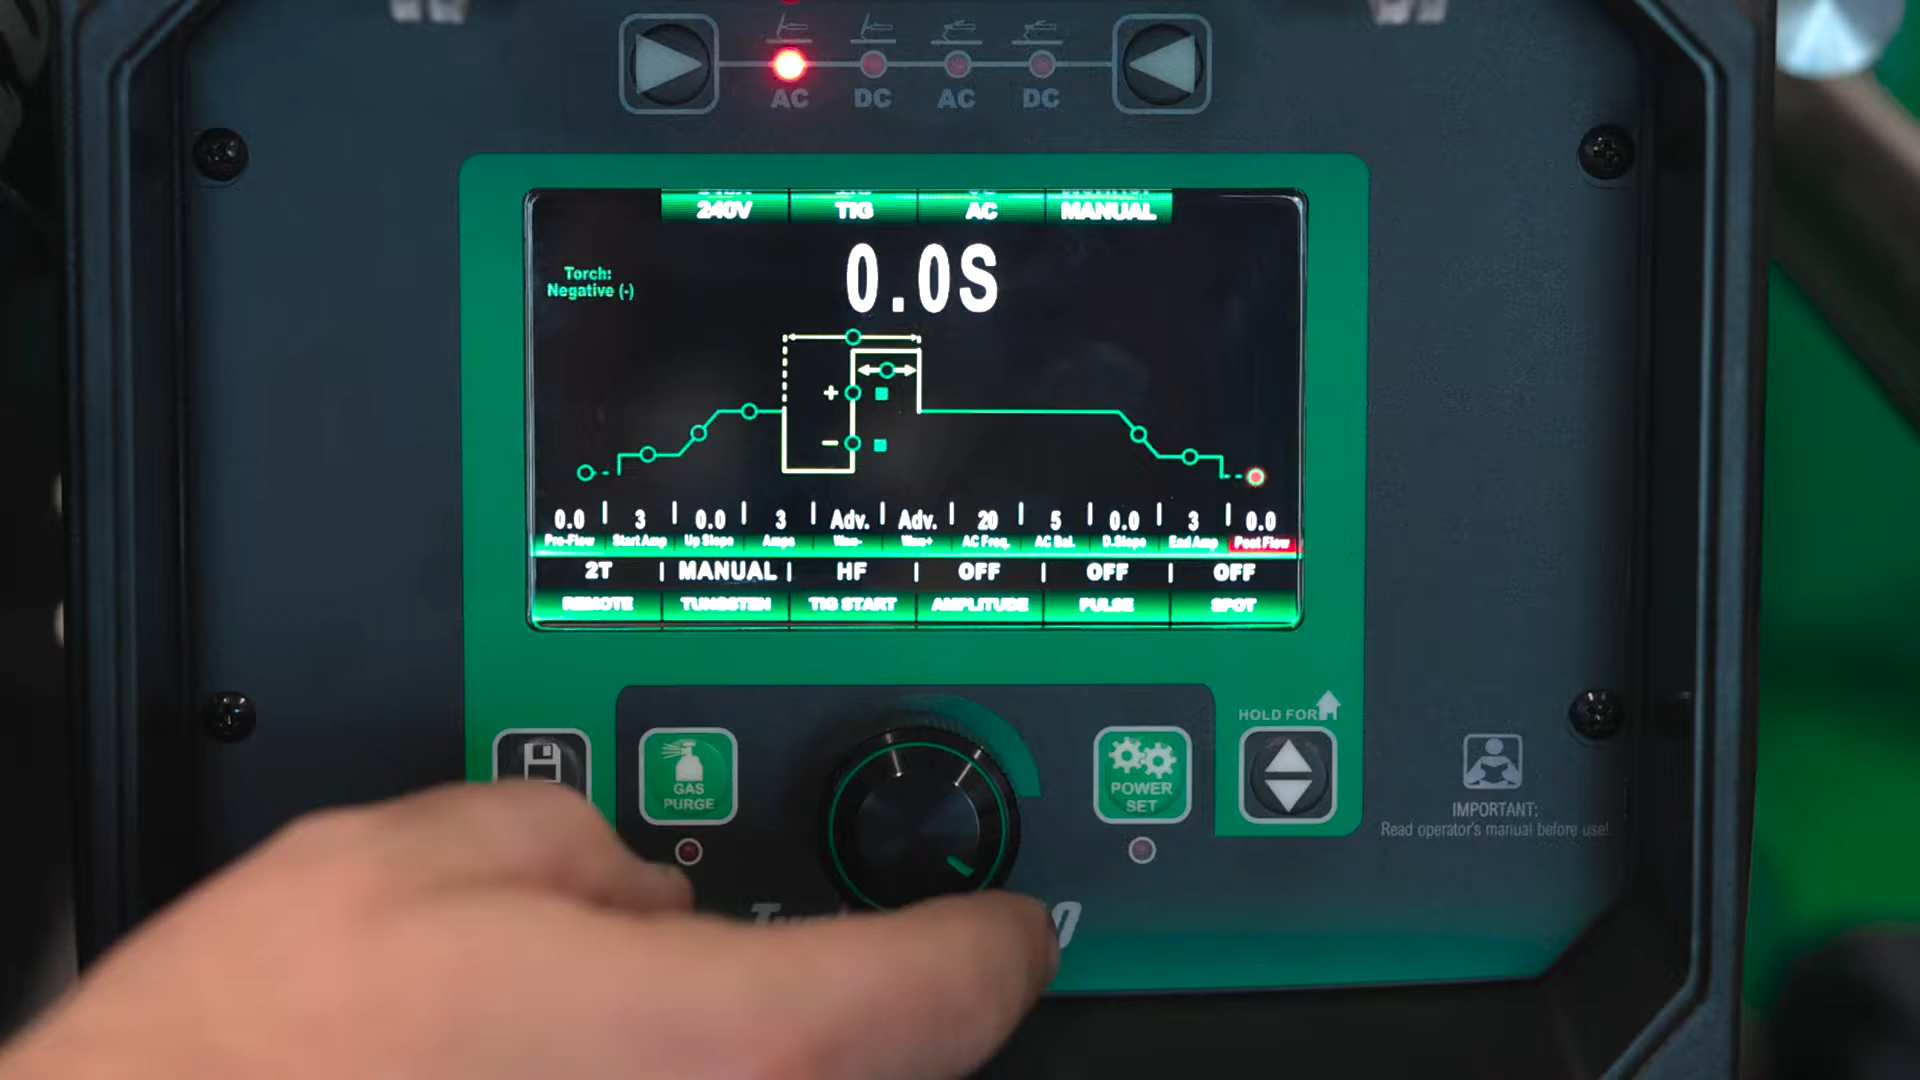 AC DC AC DC
240V TIG AC MANUAL
0.0S
Torch:
Negative (-)
+
−
0.0 3 0.0 3 Adv. Adv. 20 5 0.0 3 0.0
Pre-Flow Start Amp Up Slope Amps Wave- Wave+ AC Freq. AC Bal. D.Slope End Amp Post Flow
2T MANUAL HF OFF OFF OFF
REMOTE TUNGSTEN TIG START AMPLITUDE PULSE SPOT
HOLD FOR
GAS
PURGE
POWER
SET
IMPORTANT:
Read operator's manual before use!